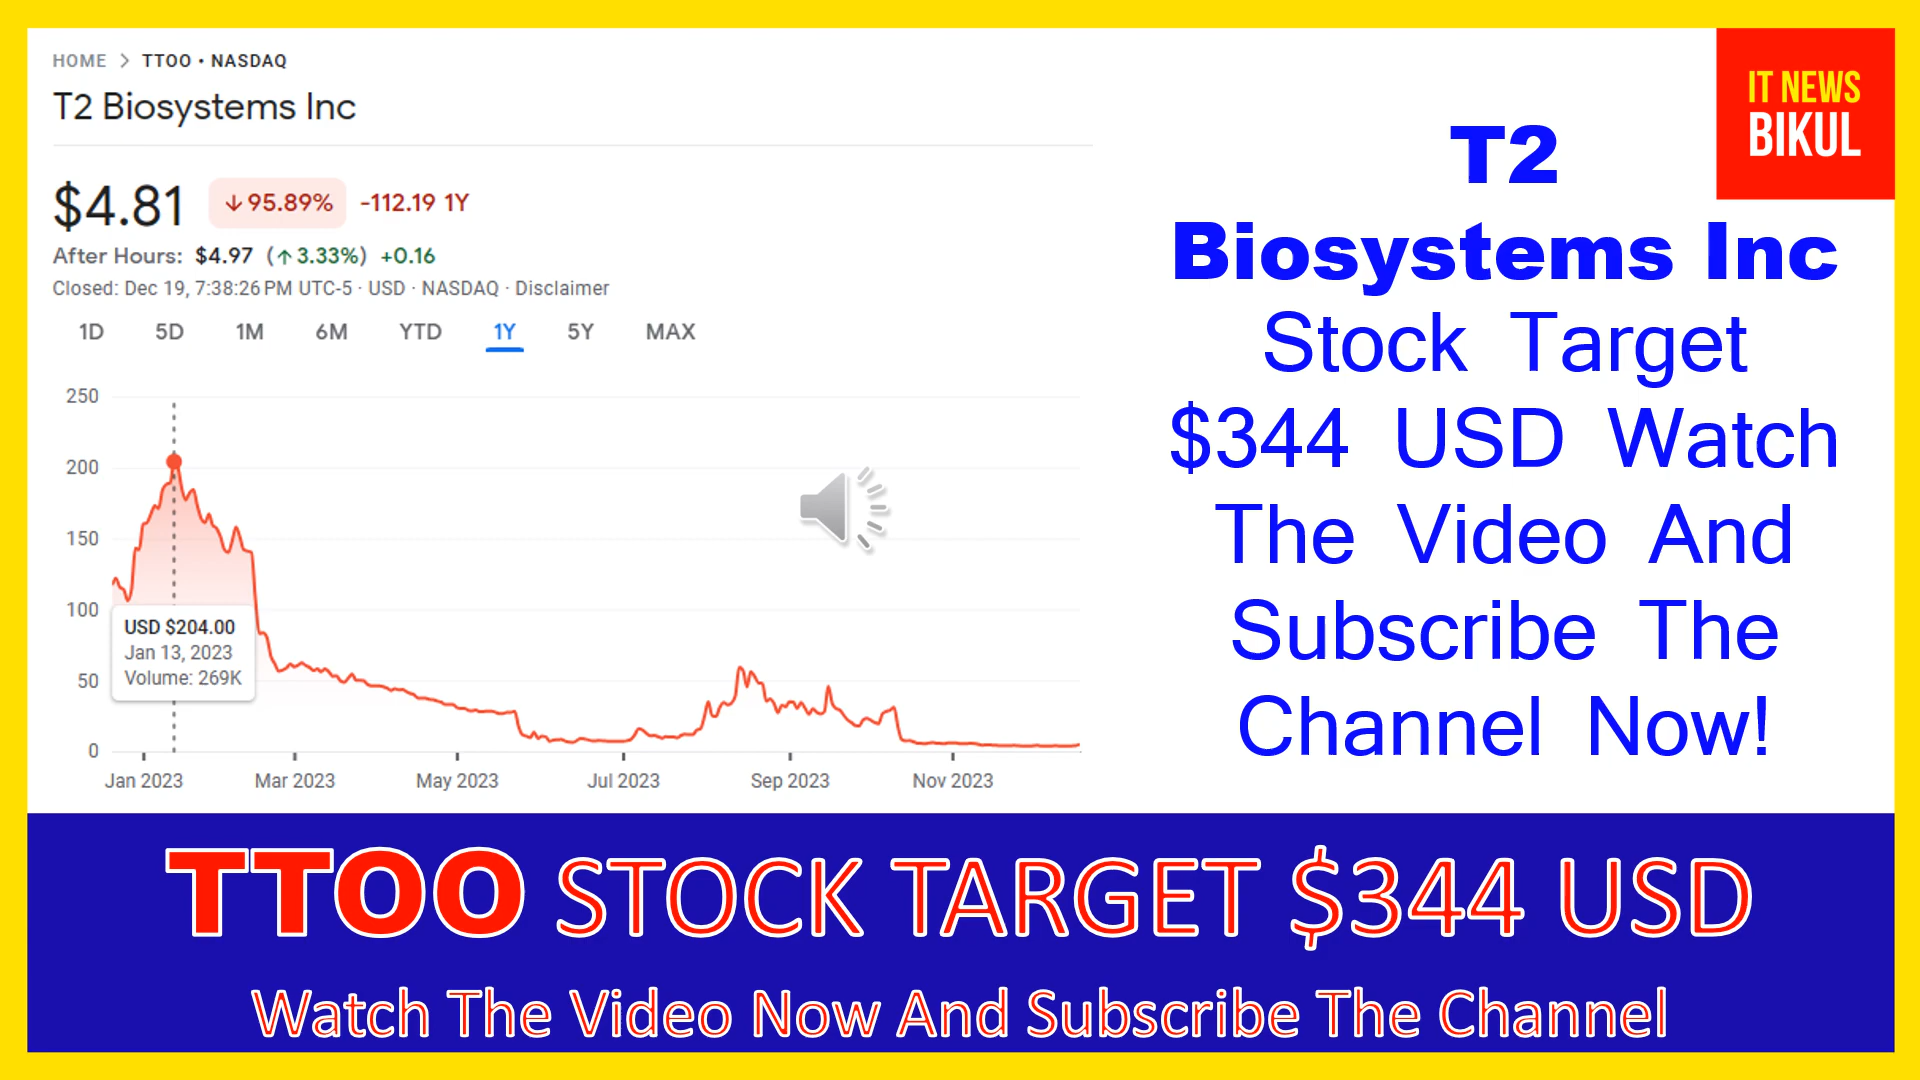 HOME > TTOO • NASDAQ
T2 Biosystems Inc
$4.81 ↓95.89% -112.19 1Y
After Hours: $4.97 (↑3.33%) +0.16
Closed: Dec 19, 7:38:26 PM UTC-5 · USD · NASDAQ · Disclaimer
1D 5D 1M 6M YTD 1Y 5Y MAX
250
200
150
100
50
0
USD $204.00
Jan 13, 2023
Volume: 269K
Jan 2023 Mar 2023 May 2023 Jul 2023 Sep 2023 Nov 2023
IT NEWS
BIKUL
T2
Biosystems Inc
Stock Target
$344 USD Watch
The Video And
Subscribe The
Channel Now!
TTOO STOCK TARGET $344 USD
Watch The Video Now And Subscribe The Channel